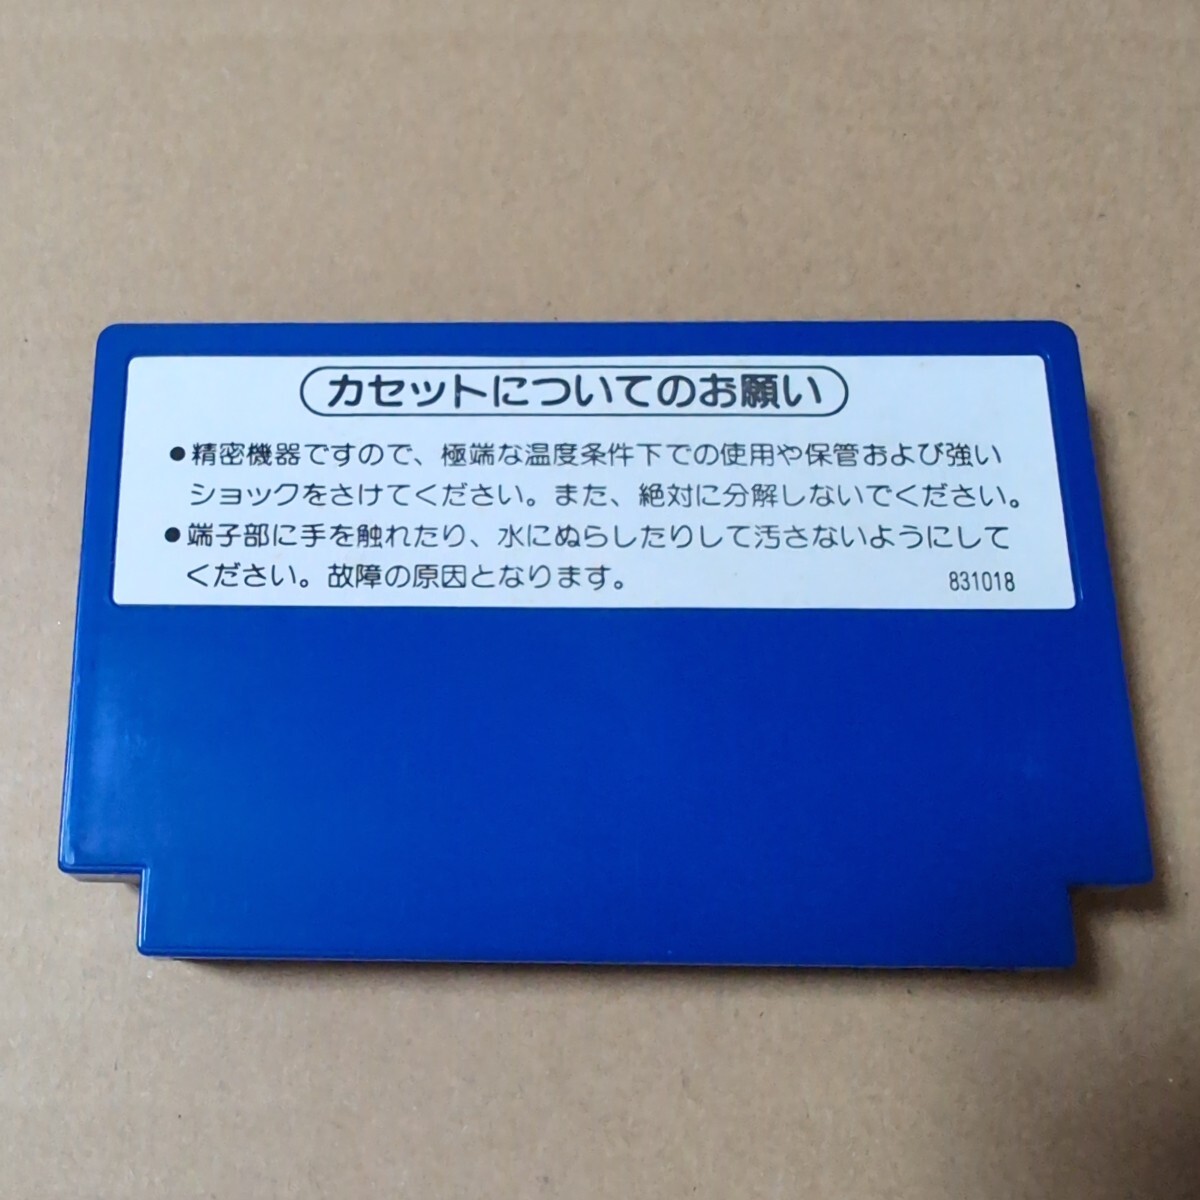 カセットについてのお願い
●精密機器ですので、極端な温度条件下での使用や保管および強い
ショックをさけてください。また、絶対に分解しないでください。
●端子部に手を触れたり、水にぬらしたりして汚さないようにして
ください。故障の原因となります。 831018